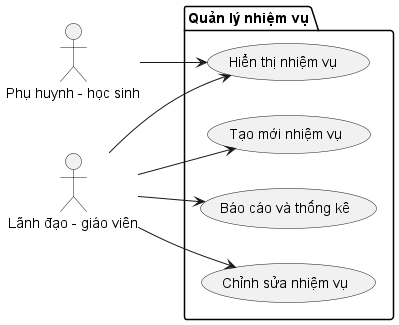 Quản lý nhiệm vụ
Phụ huynh - học sinh
Hiển thị nhiệm vụ
Tạo mới nhiệm vụ
Lãnh đạo - giáo viên
Báo cáo và thống kê
Chỉnh sửa nhiệm vụ